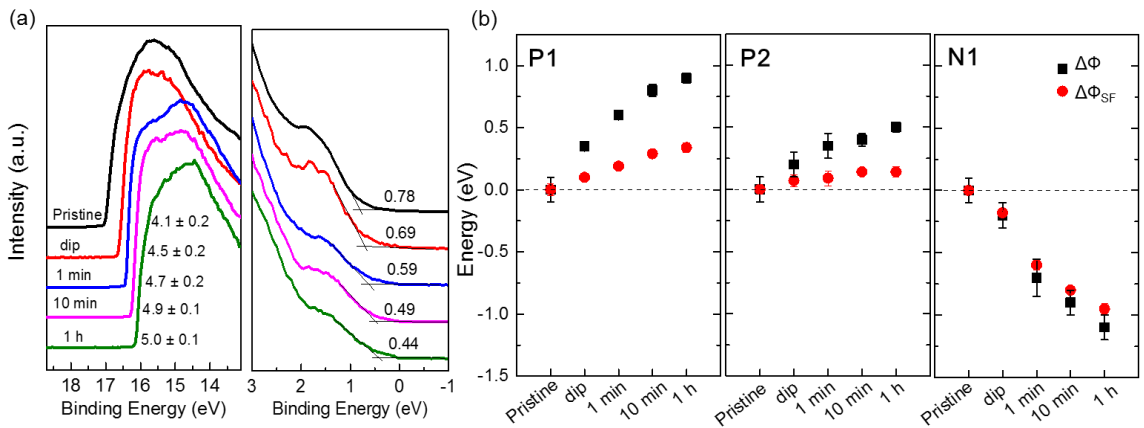 (a)
Intensity (a.u.)
Pristine
dip
1 min
10 min
1 h
4.1 ± 0.2
4.5 ± 0.2
4.7 ± 0.2
4.9 ± 0.1
5.0 ± 0.1
18 17 16 15 14
Binding Energy (eV)
0.78
0.69
0.59
0.49
0.44
3 2 1 0 -1
Binding Energy (eV)
(b)
Energy (eV)
1.0
0.5
0.0
-0.5
-1.0
-1.5
P1
P2
N1
ΔΦ
ΔΦSF
Pristine dip 1 min 10 min 1 h
Pristine dip 1 min 10 min 1 h
Pristine dip 1 min 10 min 1 h